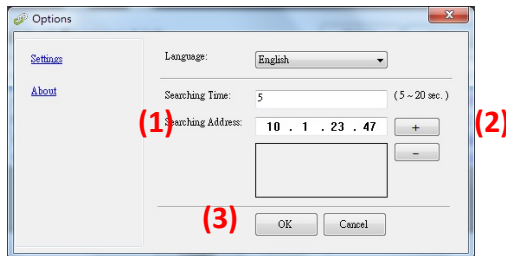 Options
Settings
About
Language: English
Searching Time: 5 ( 5 ~ 20 sec. )
(1) Searching Address: 10 . 1 . 23 . 47 + (2)
−
(3) OK Cancel